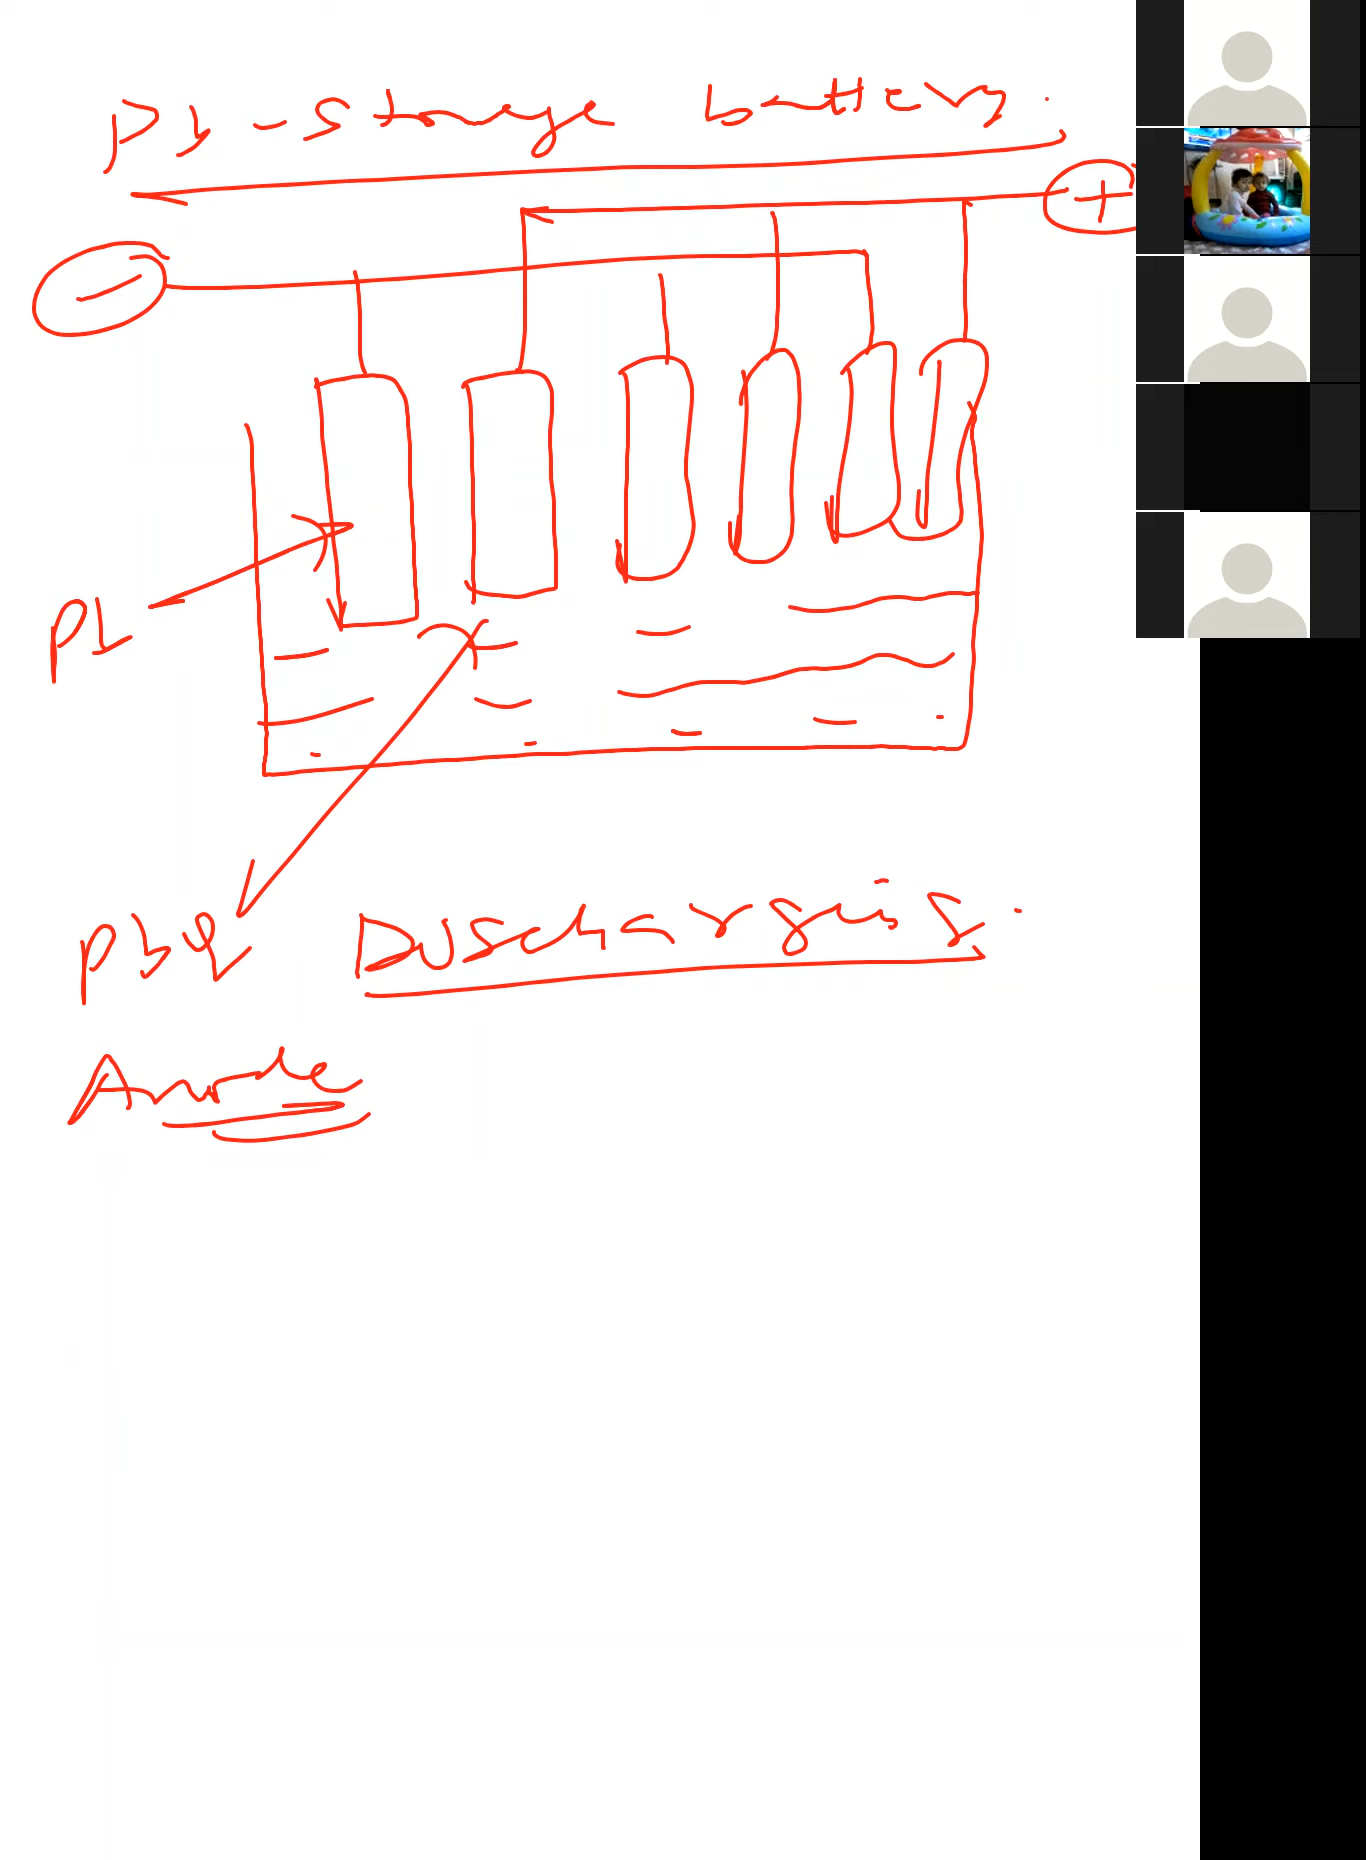 Pb - Storage battery.
+
-
Pb
PbO2 Discharging.
Anode